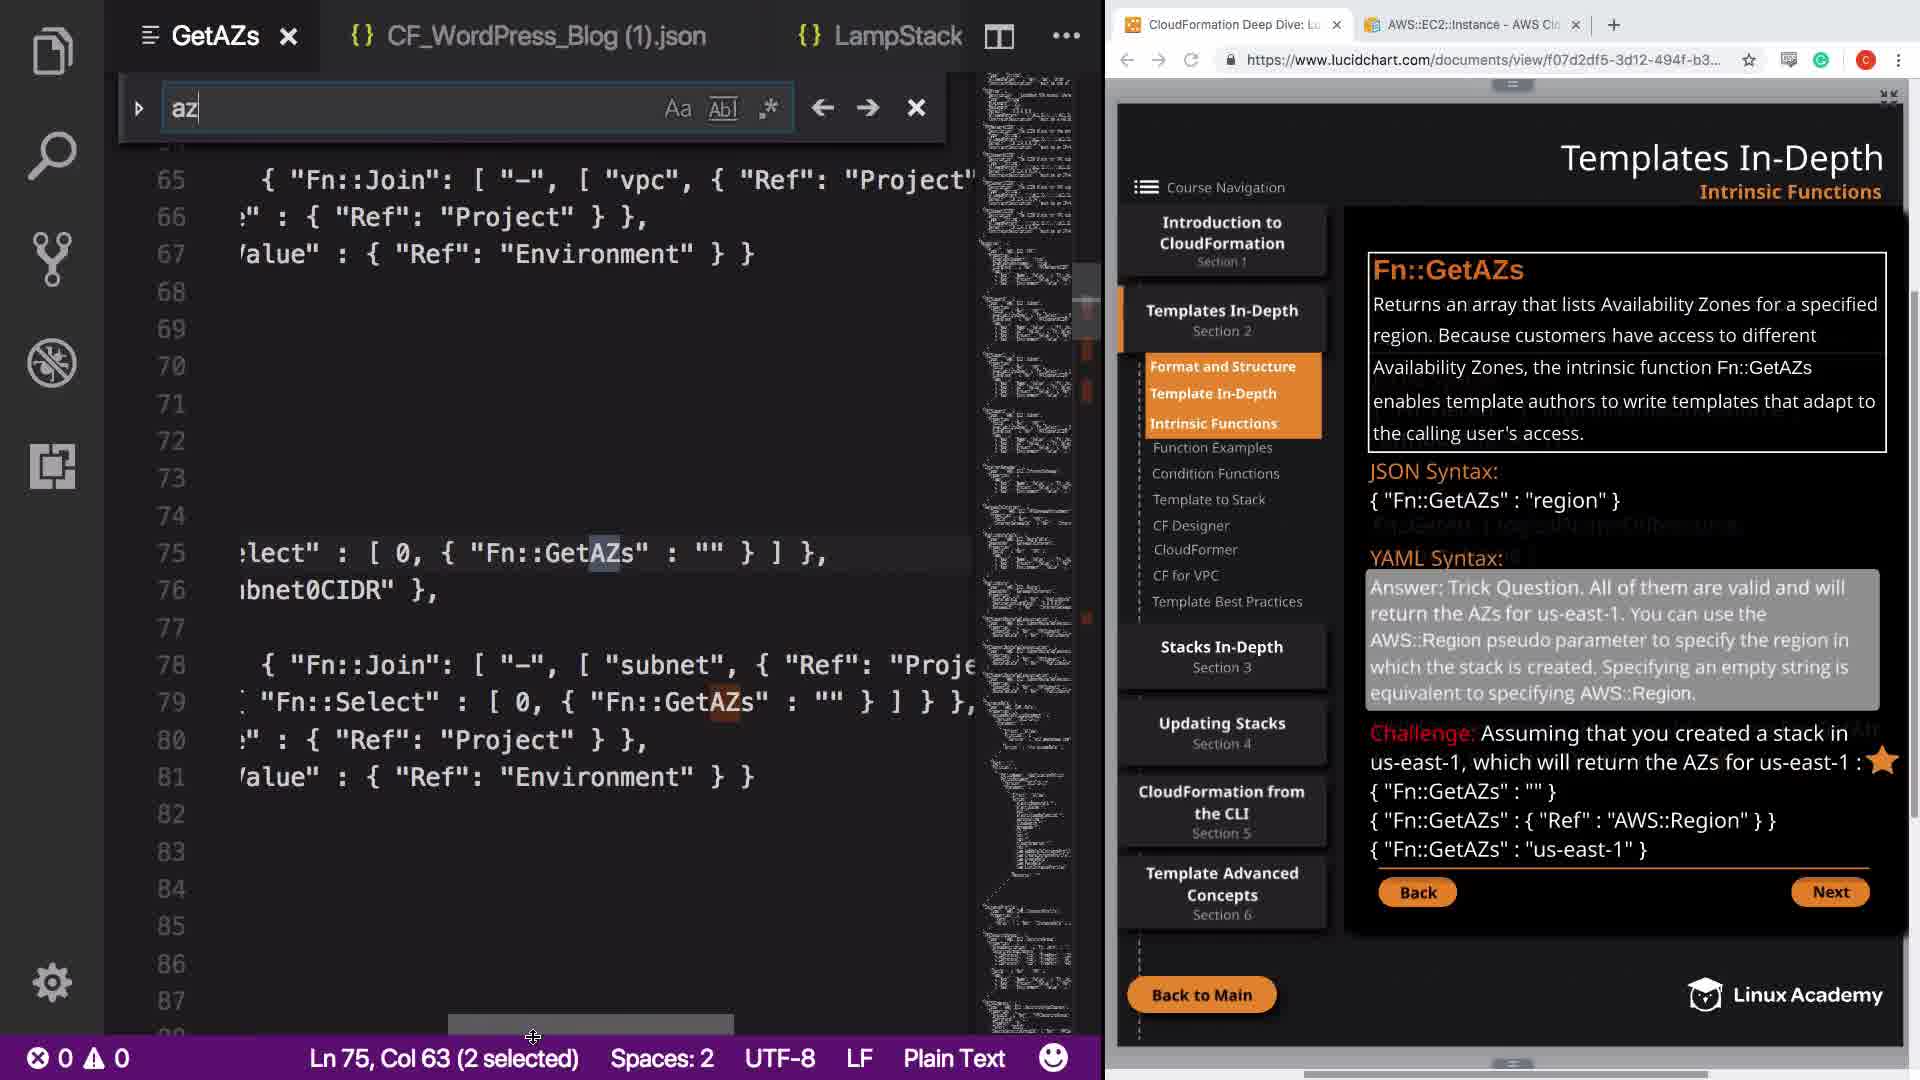 GetAZs
CF_WordPress_Blog (1).json
LampStack
az
65 { "Fn::Join": [ "-", [ "vpc", { "Ref": "Project"
66 e" : { "Ref": "Project" } },
67 Value" : { "Ref": "Environment" } }
68
69
70
71
72
73
74
75 elect" : [ 0, { "Fn::GetAZs" : "" } ] },
76 ubnet0CIDR" },
77
78 { "Fn::Join": [ "-", [ "subnet", { "Ref": "Proje
79 { "Fn::Select" : [ 0, { "Fn::GetAZs" : "" } ] } },
80 e" : { "Ref": "Project" } },
81 Value" : { "Ref": "Environment" } }
82
83
84
85
86
87
0 0 Ln 75, Col 63 (2 selected) Spaces: 2 UTF-8 LF Plain Text
CloudFormation Deep Dive: Lu
AWS::EC2::Instance - AWS Clo
https://www.lucidchart.com/documents/view/f07d2df5-3d12-494f-b3...
Templates In-Depth
Intrinsic Functions
Course Navigation
Introduction to
CloudFormation
Section 1
Templates In-Depth
Section 2
Format and Structure
Template In-Depth
Intrinsic Functions
Function Examples
Condition Functions
Template to Stack
CF Designer
CloudFormer
CF for VPC
Template Best Practices
Stacks In-Depth
Section 3
Updating Stacks
Section 4
CloudFormation from
the CLI
Section 5
Template Advanced
Concepts
Section 6
Back to Main
Fn::GetAZs
Returns an array that lists Availability Zones for a specified
region. Because customers have access to different
Availability Zones, the intrinsic function Fn::GetAZs
enables template authors to write templates that adapt to
the calling user's access.
JSON Syntax:
{ "Fn::GetAZs" : "region" }
YAML Syntax:
Answer: Trick Question. All of them are valid and will
return the AZs for us-east-1. You can use the
AWS::Region pseudo parameter to specify the region in
which the stack is created. Specifying an empty string is
equivalent to specifying AWS::Region.
Challenge: Assuming that you created a stack in
us-east-1, which will return the AZs for us-east-1 :
{ "Fn::GetAZs" : "" }
{ "Fn::GetAZs" : { "Ref" : "AWS::Region" } }
{ "Fn::GetAZs" : "us-east-1" }
Back
Next
Linux Academy